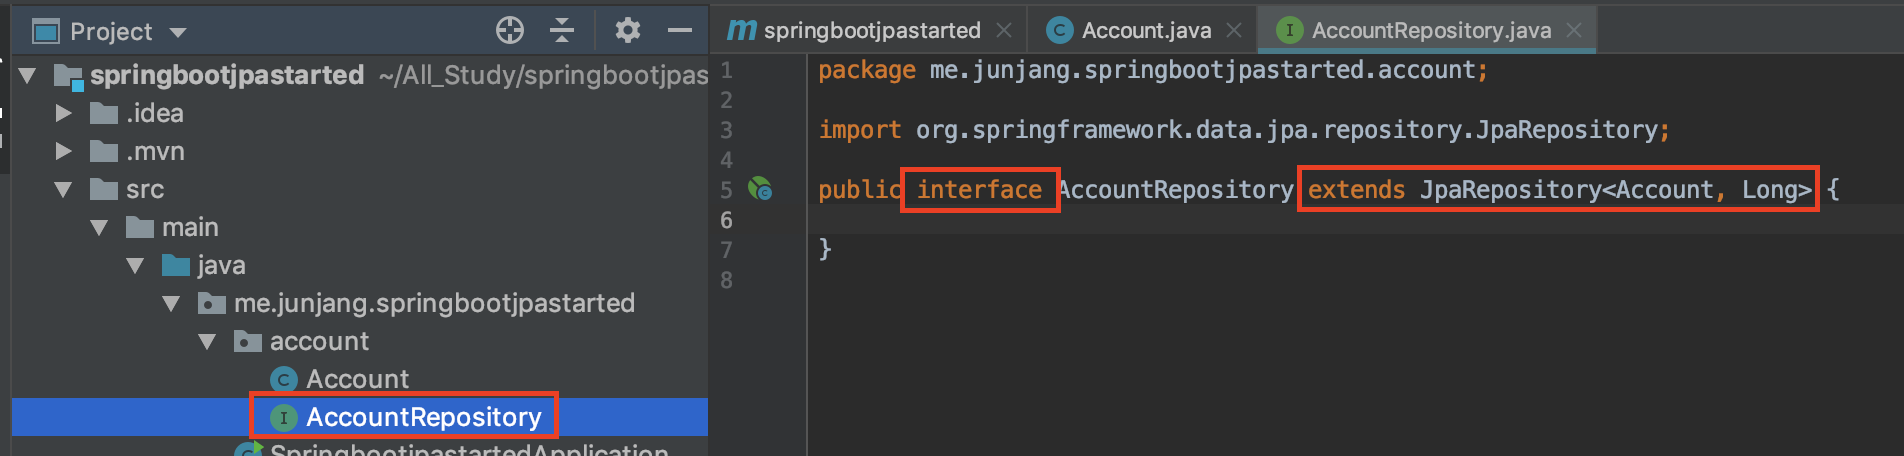 Project
springbootjpastarted ~/All_Study/springbootjpas
.idea
.mvn
src
main
java
me.junjang.springbootjpastarted
account
C Account
I AccountRepository
SpringbootjpastartedApplication
m springbootjpastarted
C Account.java
I AccountRepository.java
1 package me.junjang.springbootjpastarted.account;
2
3 import org.springframework.data.jpa.repository.JpaRepository;
4
5 public interface AccountRepository extends JpaRepository<Account, Long> {
6
7 }
8